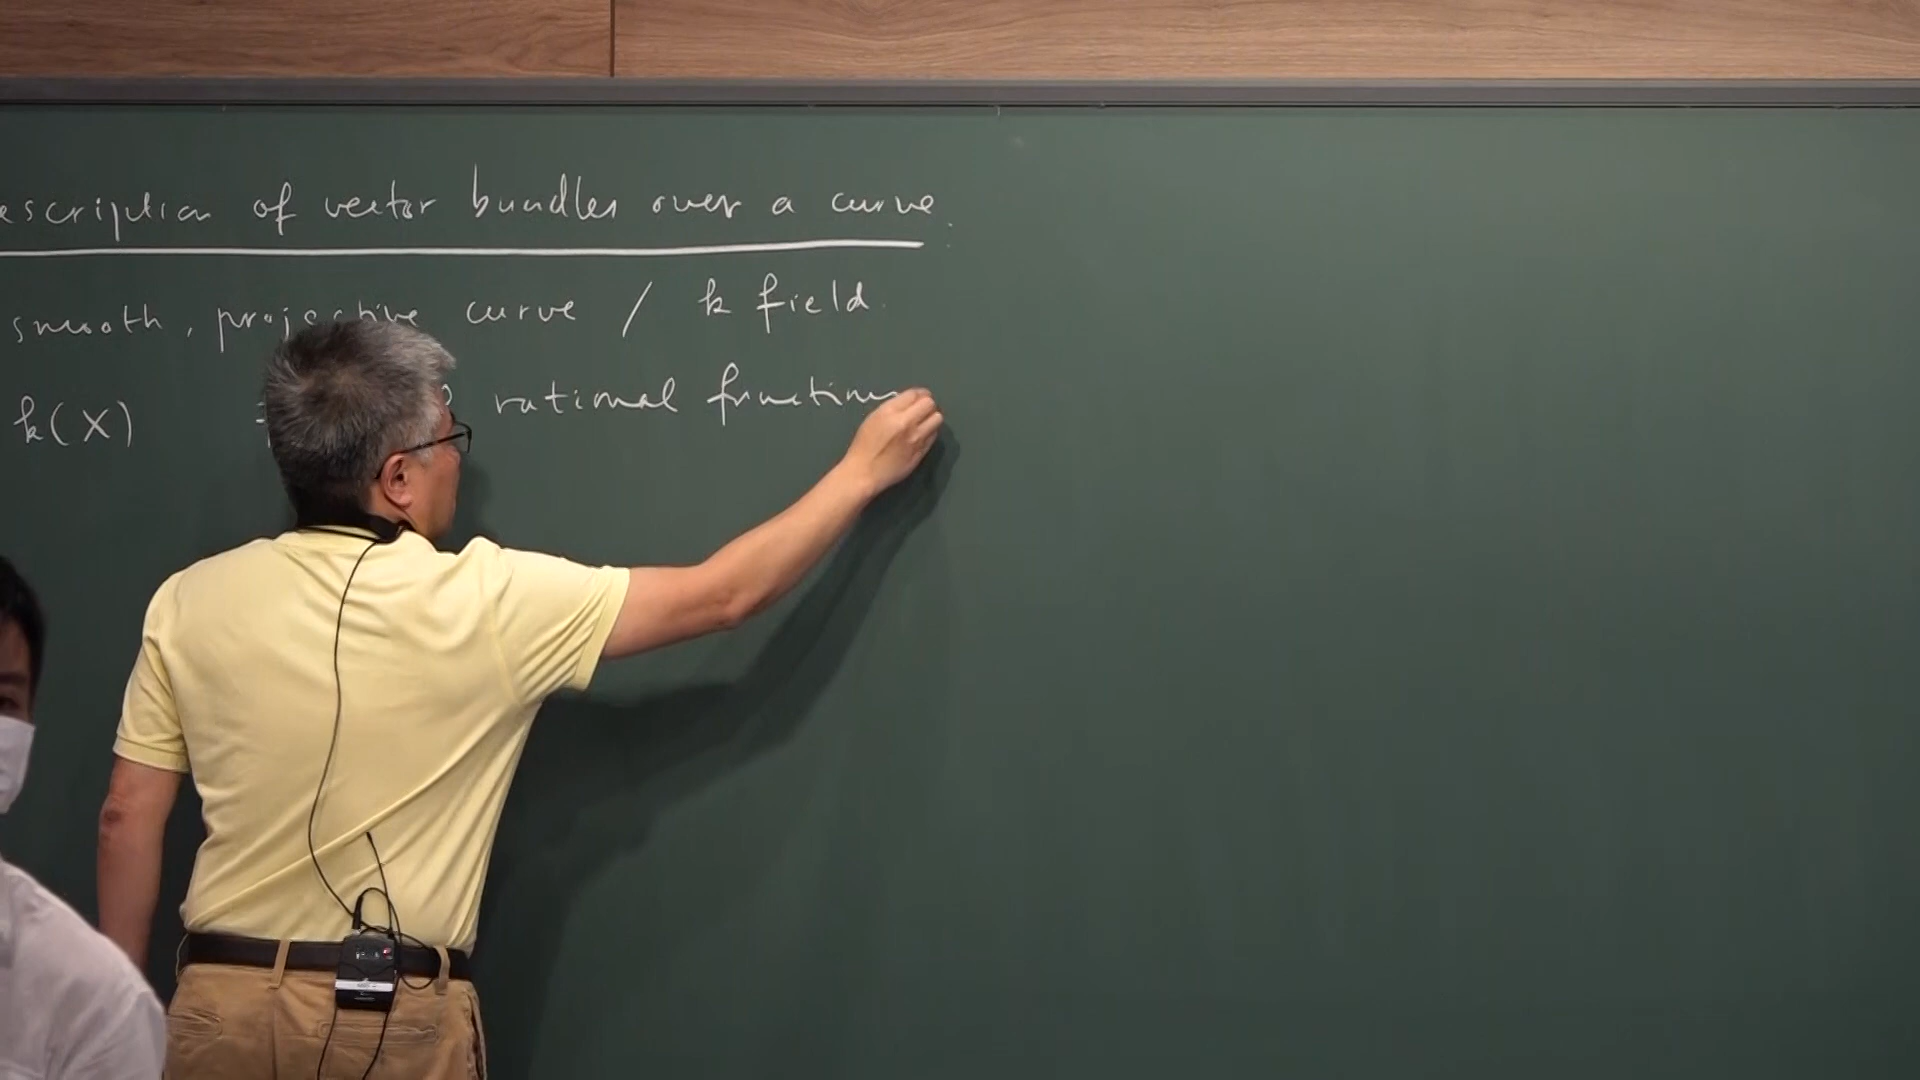 escription of vector bundles over a curve
smooth, projective curve / k field.
k(X) rational functions